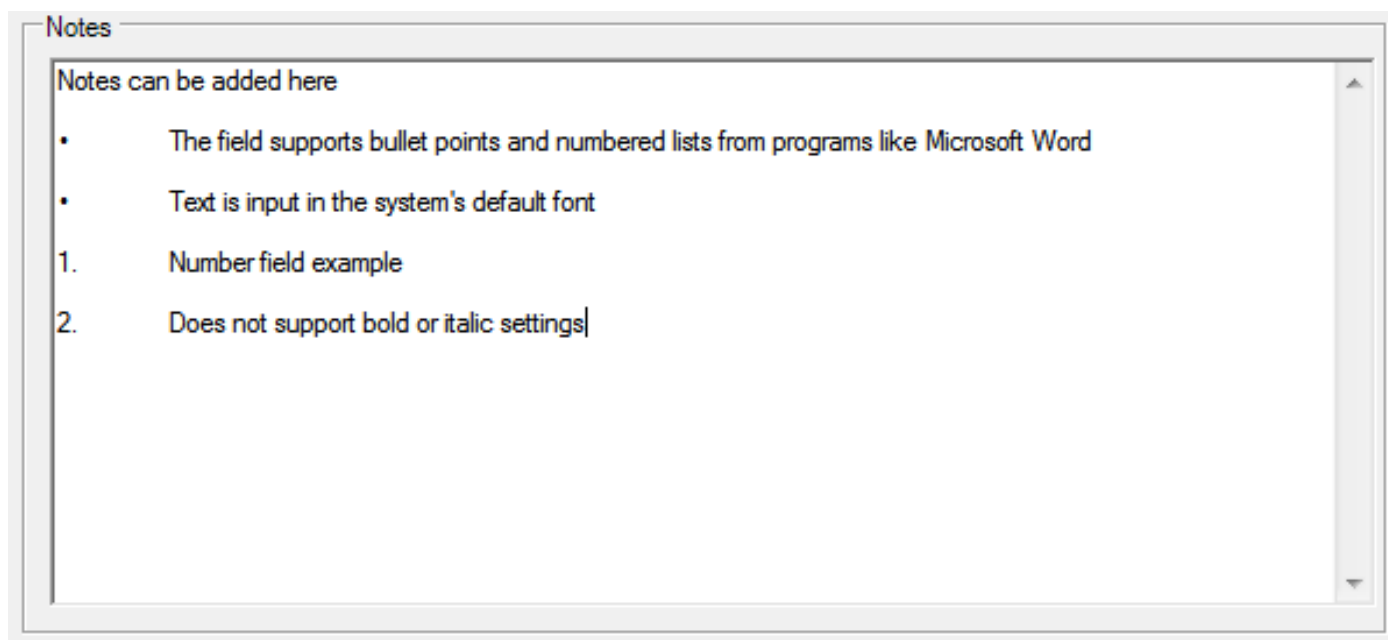 Notes
Notes can be added here
• The field supports bullet points and numbered lists from programs like Microsoft Word
• Text is input in the system's default font
1. Number field example
2. Does not support bold or italic settings